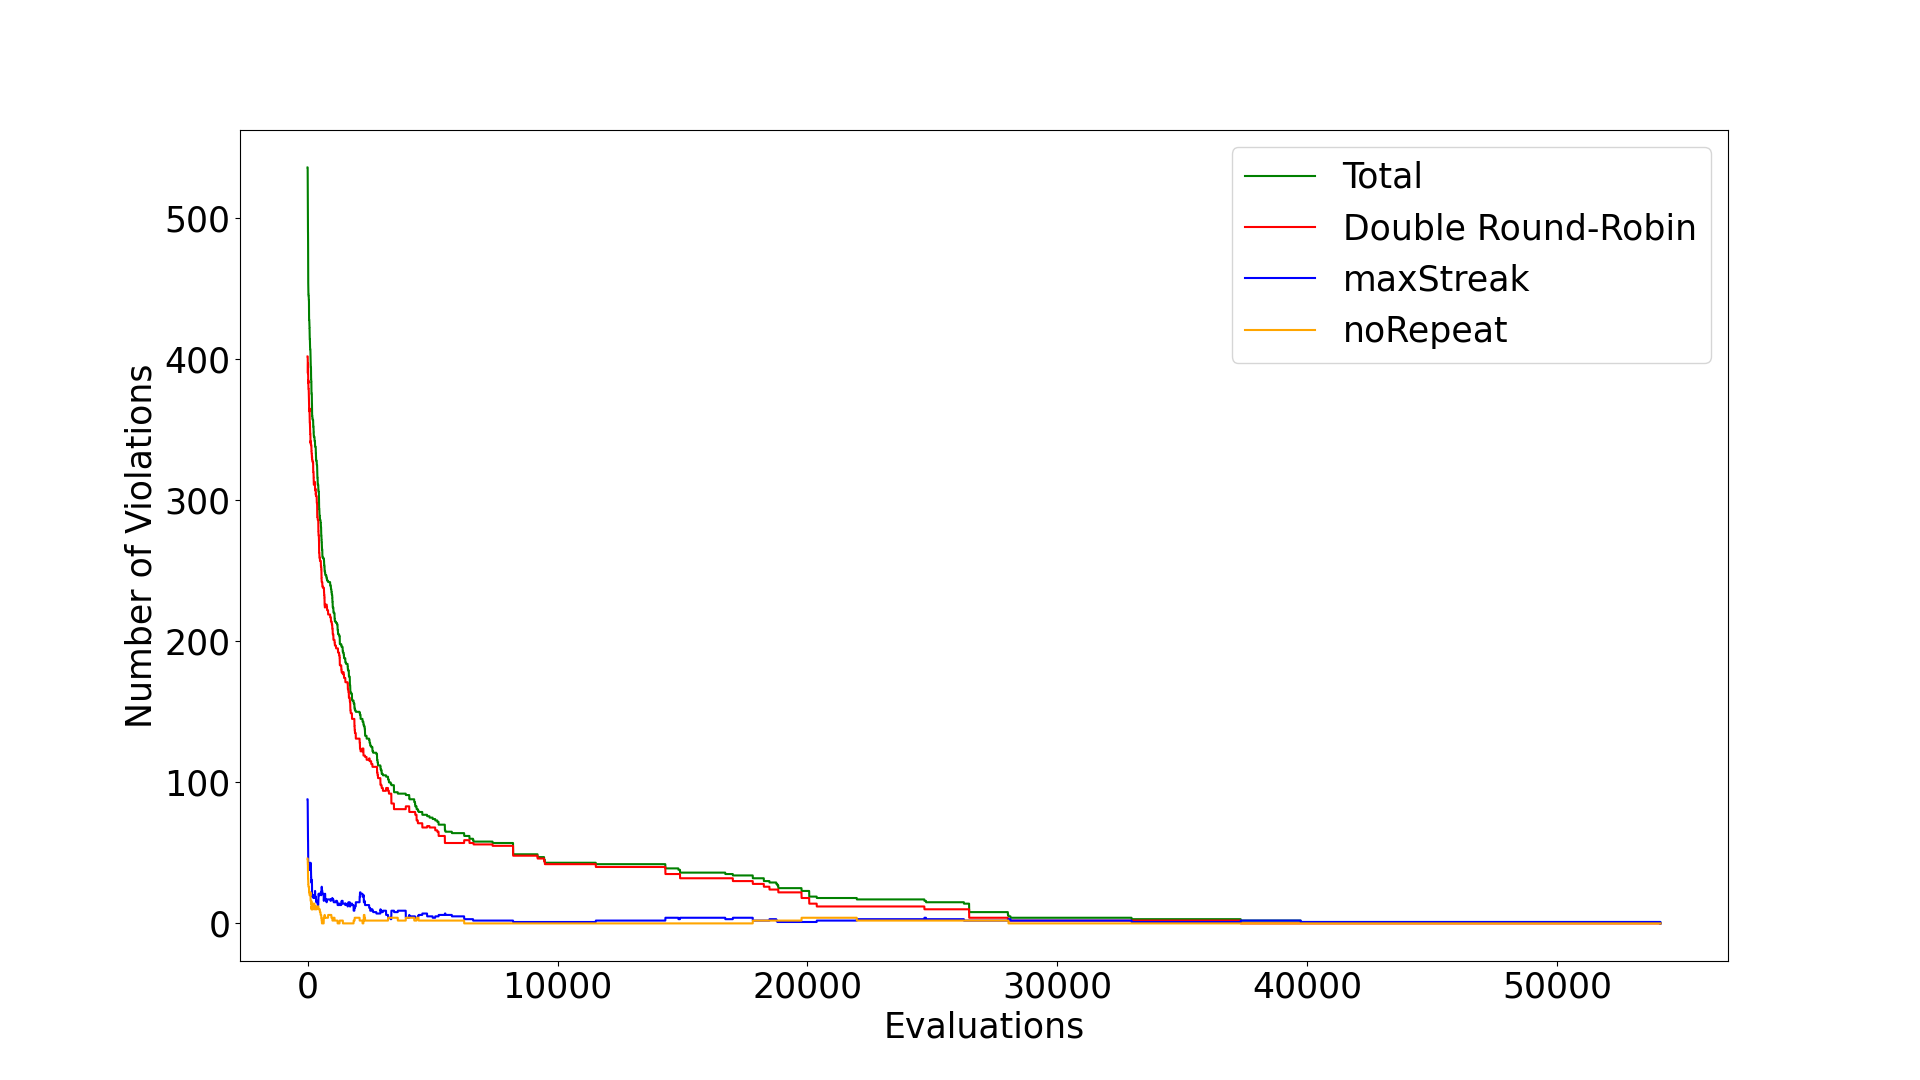 Total
Double Round-Robin
maxStreak
noRepeat
Number of Violations
500
400
300
200
100
0
0 10000 20000 30000 40000 50000
Evaluations